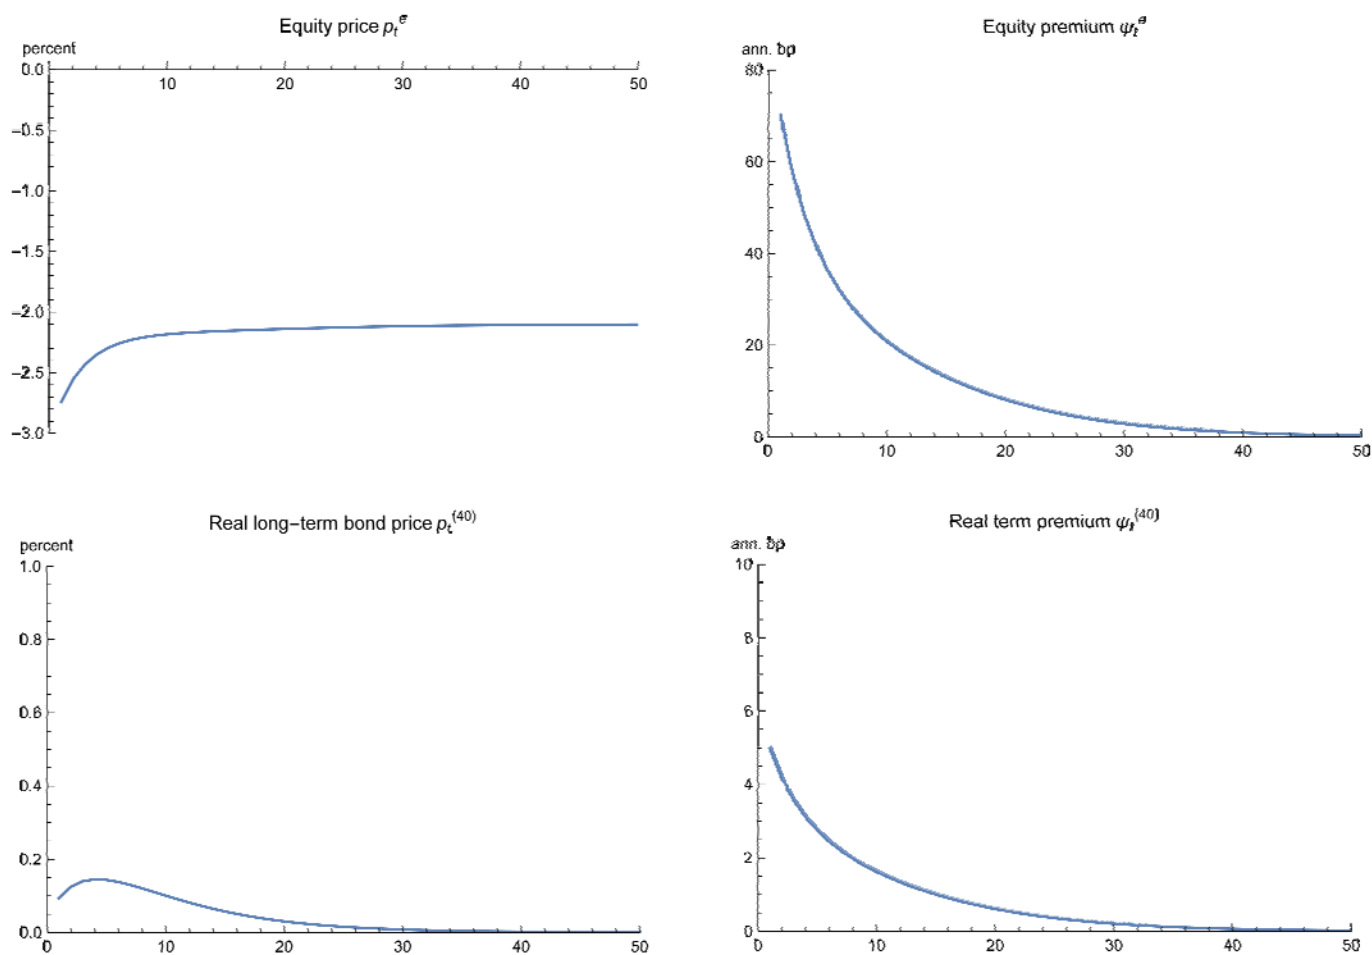 Equity price pₜᵉ
percent
0.0
10 20 30 40 50
−0.5
−1.0
−1.5
−2.0
−2.5
−3.0
Equity premium ψₜᵉ
ann. bp
80
60
40
20
0
0 10 20 30 40 50
Real long−term bond price pₜ⁽⁴⁰⁾
percent
1.0
0.8
0.6
0.4
0.2
0.0
0 10 20 30 40 50
Real term premium ψₜ⁽⁴⁰⁾
ann. bp
10
8
6
4
2
0
0 10 20 30 40 50